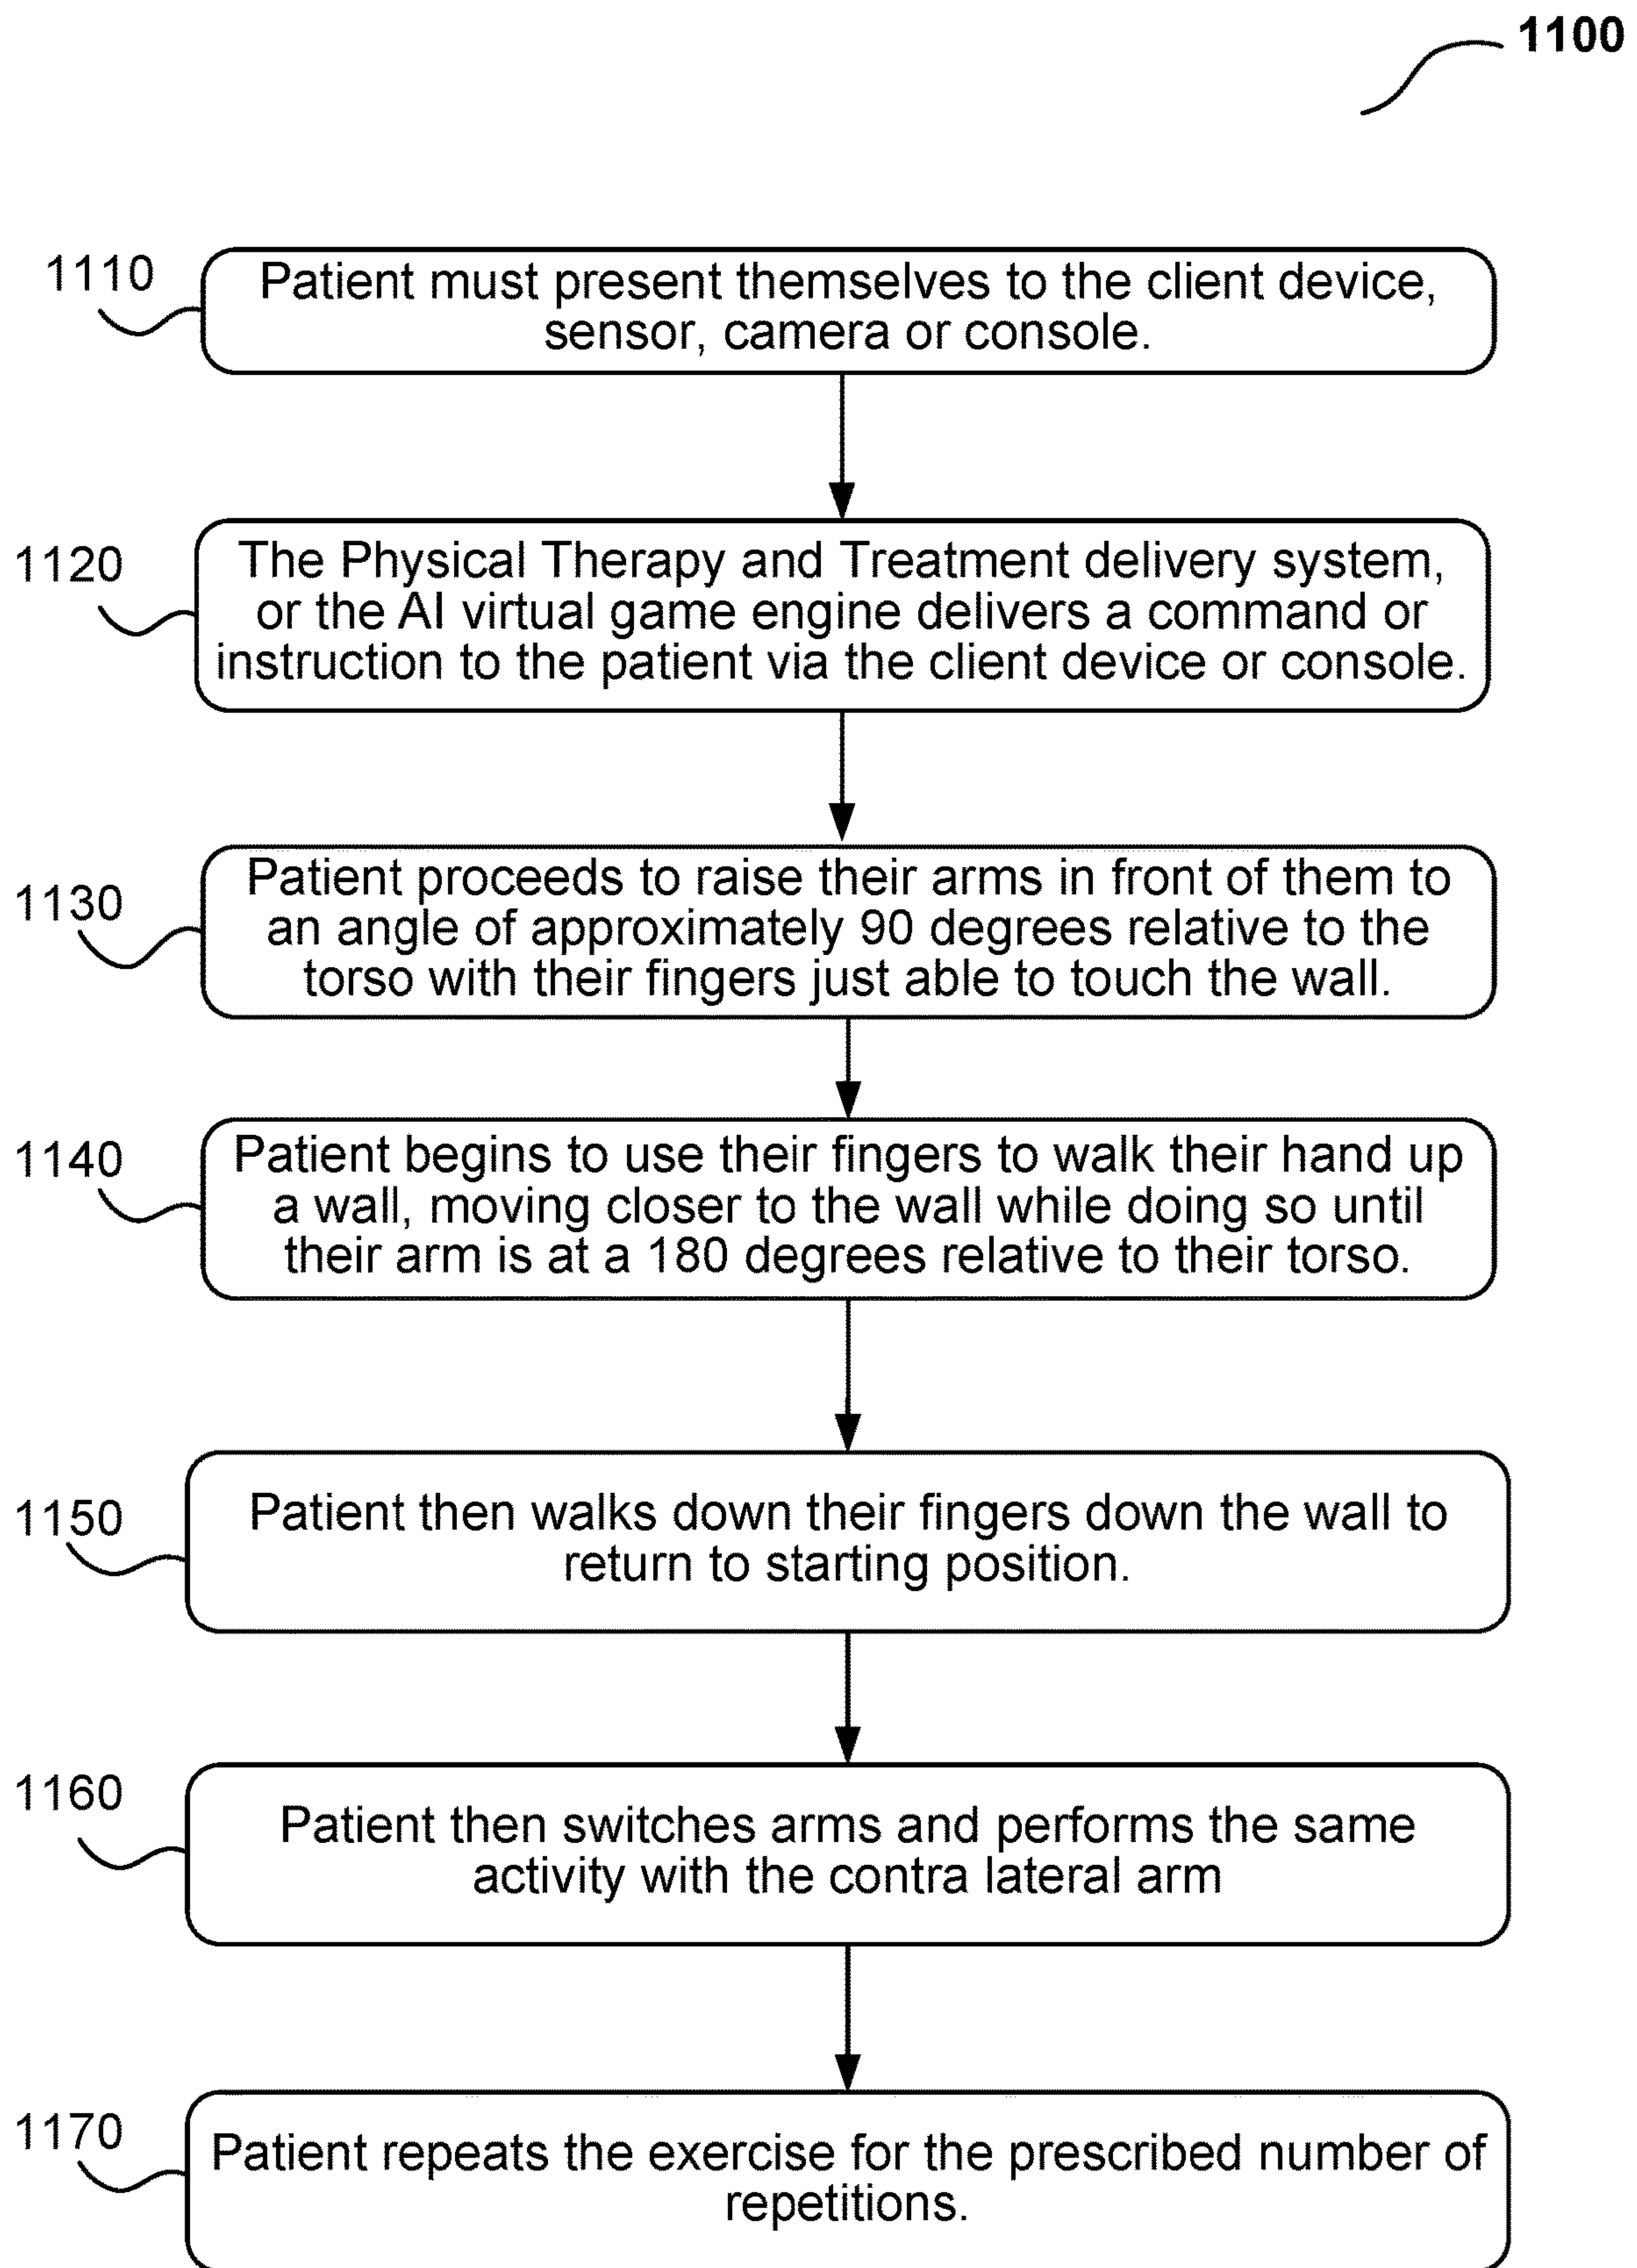 1100
1110
Patient must present themselves to the client device,
sensor, camera or console.
1120
The Physical Therapy and Treatment delivery system,
or the AI virtual game engine delivers a command or
instruction to the patient via the client device or console.
1130
Patient proceeds to raise their arms in front of them to
an angle of approximately 90 degrees relative to the
torso with their fingers just able to touch the wall.
1140
Patient begins to use their fingers to walk their hand up
a wall, moving closer to the wall while doing so until
their arm is at a 180 degrees relative to their torso.
1150
Patient then walks down their fingers down the wall to
return to starting position.
1160
Patient then switches arms and performs the same
activity with the contra lateral arm
1170
Patient repeats the exercise for the prescribed number of
repetitions.